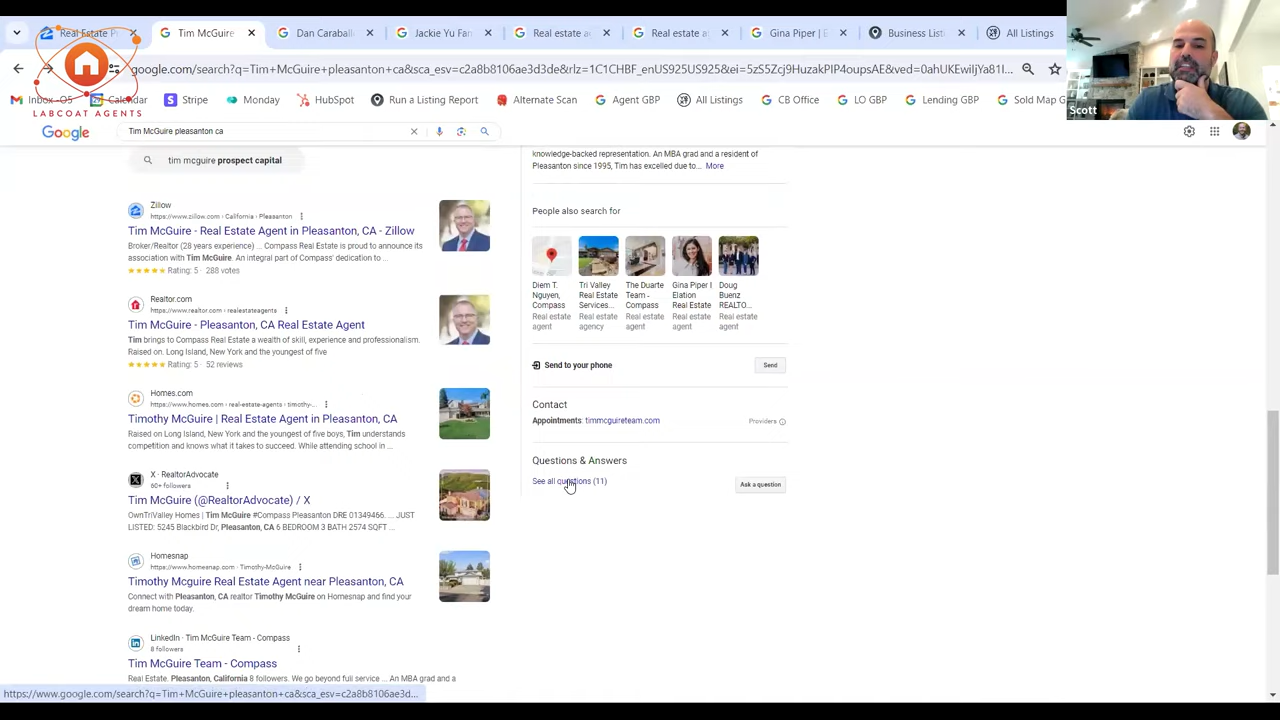 Real Estate P
Tim McGuire
Dan Caraball
Jackie Yu Fan
Real estate a
Real estate a
Gina Piper | E
Business List
All Listings
google.com/search?q=Tim+McGuire+pleasanton+ca&sca_esv=c2a8b8106ae3d3de&rlz=1C1CHBF_enUS925US925&ei=
Inbox
Calendar
Stripe
Monday
HubSpot
Run a Listing Report
Alternate Scan
Agent GBP
All Listings
CB Office
LO GBP
Lending GBP
Sold Map G
LABCOAT AGENTS
Scott
Google
Tim McGuire pleasanton ca
tim mcguire prospect capital
Zillow
https://www.zillow.com › California › Pleasanton
Tim McGuire - Real Estate Agent in Pleasanton, CA - Zillow
Broker/Realtor (28 years experience) ... Compass Real Estate is proud to announce its
association with Tim McGuire. An integral part of Compass' dedication to ...
Rating: 5 · 288 votes
Realtor.com
https://www.realtor.com › realestateagents
Tim McGuire - Pleasanton, CA Real Estate Agent
Tim brings to Compass Real Estate a wealth of skill, experience and professionalism.
Raised on. Long Island, New York and the youngest of five
Rating: 5 · 52 reviews
Homes.com
https://www.homes.com › real-estate-agents › timothy-...
Timothy McGuire | Real Estate Agent in Pleasanton, CA
Raised on Long Island, New York and the youngest of five boys, Tim understands
competition and knows what it takes to succeed. While attending school in ...
X · RealtorAdvocate
60+ followers
Tim McGuire (@RealtorAdvocate) / X
OwnTriValley Homes | Tim McGuire #Compass Pleasanton DRE 01349466. ... JUST
LISTED: 5245 Blackbird Dr, Pleasanton, CA 6 BEDROOM 3 BATH 2574 SQFT ...
Homesnap
https://www.homesnap.com › Timothy-McGuire
Timothy Mcguire Real Estate Agent near Pleasanton, CA
Connect with Pleasanton, CA realtor Timothy McGuire on Homesnap and find your
dream home today.
LinkedIn · Tim McGuire Team - Compass
8 followers
Tim McGuire Team - Compass
Real Estate. Pleasanton, California 8 followers. We go beyond full service ... An MBA grad and a
knowledge-backed representation. An MBA grad and a resident of
Pleasanton since 1995, Tim has excelled due to... More
People also search for
Diem T. Nguyen, Compass
Real estate agent
Tri Valley Real Estate Services...
Real estate agency
The Duarte Team - Compass
Real estate agent
Gina Piper | Elation Real Estate
Real estate agent
Doug Buenz REALTO...
Real estate agent
Send to your phone
Send
Contact
Appointments: timmcguireteam.com
Providers
Questions & Answers
See all questions (11)
Ask a question
https://www.google.com/search?q=Tim+McGuire+pleasanton+ca&sca_esv=c2a8b8106ae3d...